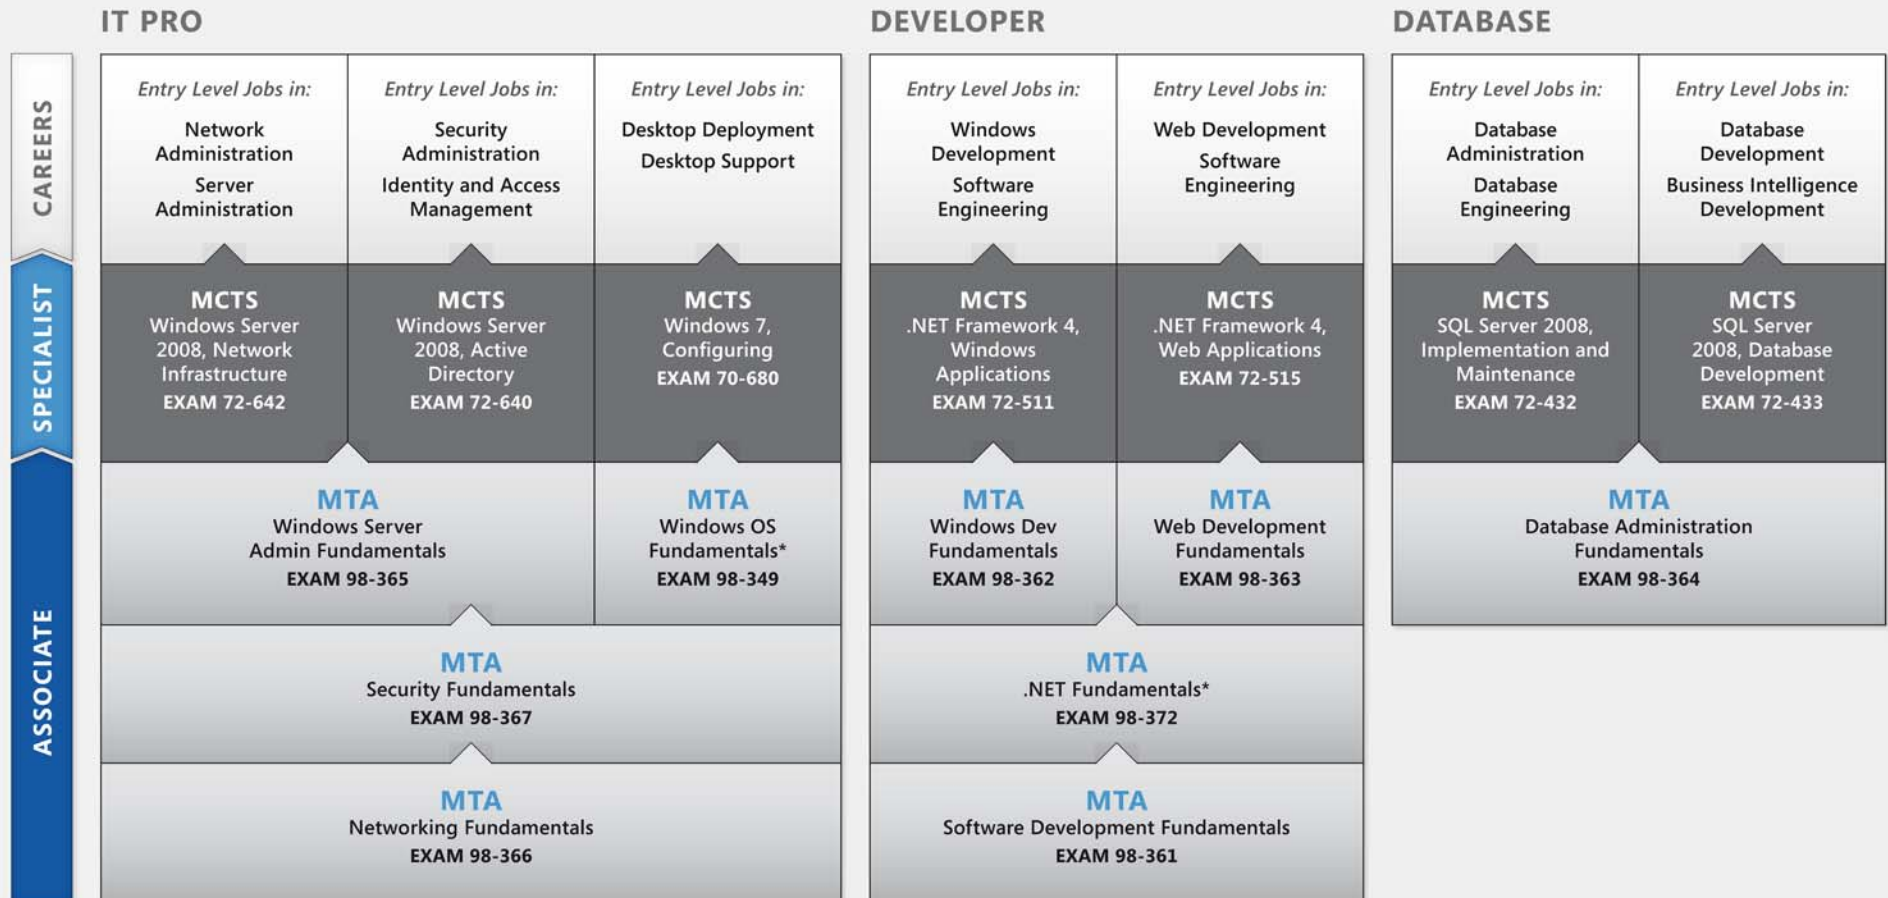 IT PRO
DEVELOPER
DATABASE
CAREERS
Entry Level Jobs in:
Network
Administration
Server
Administration
Entry Level Jobs in:
Security
Administration
Identity and Access
Management
Entry Level Jobs in:
Desktop Deployment
Desktop Support
Entry Level Jobs in:
Windows
Development
Software
Engineering
Entry Level Jobs in:
Web Development
Software
Engineering
Entry Level Jobs in:
Database
Administration
Database
Engineering
Entry Level Jobs in:
Database
Development
Business Intelligence
Development
SPECIALIST
MCTS
Windows Server
2008, Network
Infrastructure
EXAM 72-642
MCTS
Windows Server
2008, Active
Directory
EXAM 72-640
MCTS
Windows 7,
Configuring
EXAM 70-680
MCTS
.NET Framework 4,
Windows
Applications
EXAM 72-511
MCTS
.NET Framework 4,
Web Applications
EXAM 72-515
MCTS
SQL Server 2008,
Implementation and
Maintenance
EXAM 72-432
MCTS
SQL Server
2008, Database
Development
EXAM 72-433
ASSOCIATE
MTA
Windows Server
Admin Fundamentals
EXAM 98-365
MTA
Windows OS
Fundamentals*
EXAM 98-349
MTA
Windows Dev
Fundamentals
EXAM 98-362
MTA
Web Development
Fundamentals
EXAM 98-363
MTA
Database Administration
Fundamentals
EXAM 98-364
MTA
Security Fundamentals
EXAM 98-367
MTA
.NET Fundamentals*
EXAM 98-372
MTA
Networking Fundamentals
EXAM 98-366
MTA
Software Development Fundamentals
EXAM 98-361